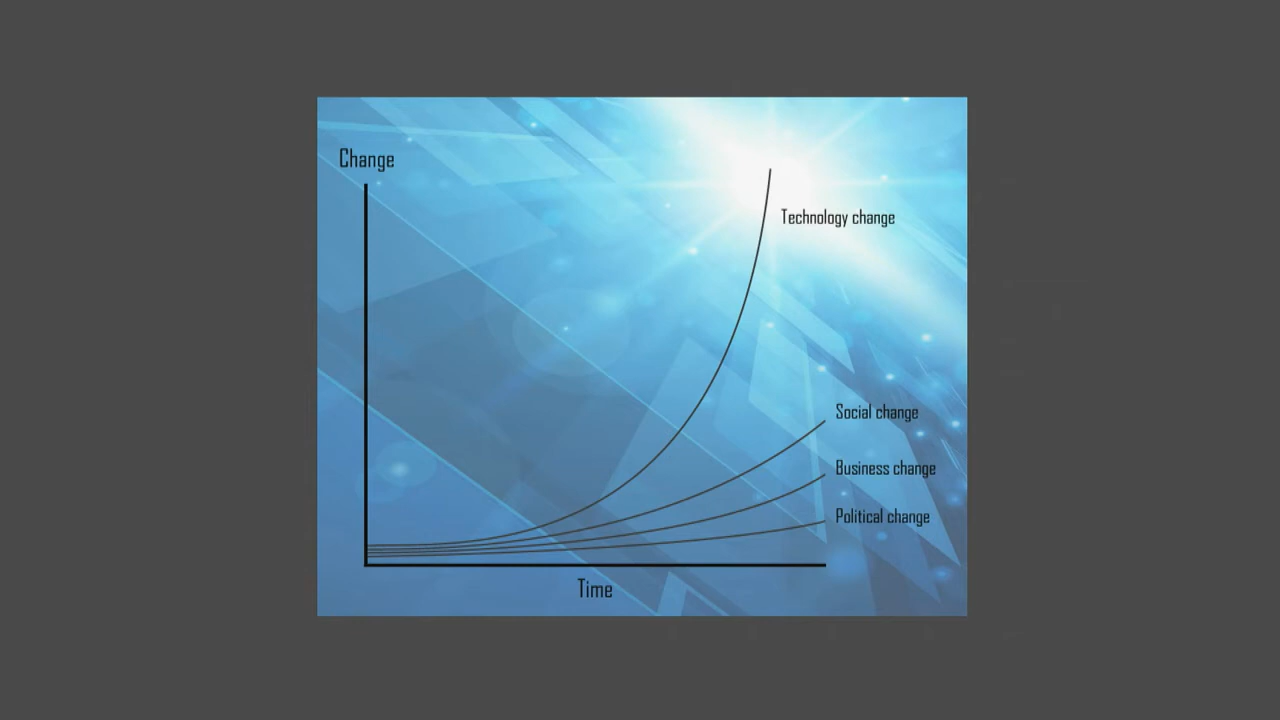 Change
Technology change
Social change
Business change
Political change
Time